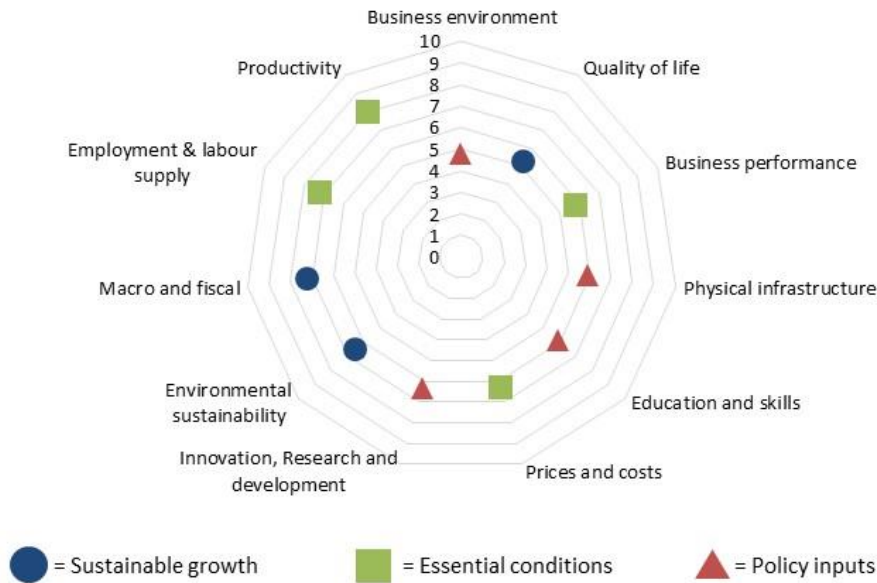 Business environment
10
9
8
7
6
5
4
3
2
1
0
Quality of life
Business performance
Physical infrastructure
Education and skills
Prices and costs
Innovation, Research and
development
Environmental
sustainability
Macro and fiscal
Employment & labour
supply
Productivity
= Sustainable growth
= Essential conditions
= Policy inputs